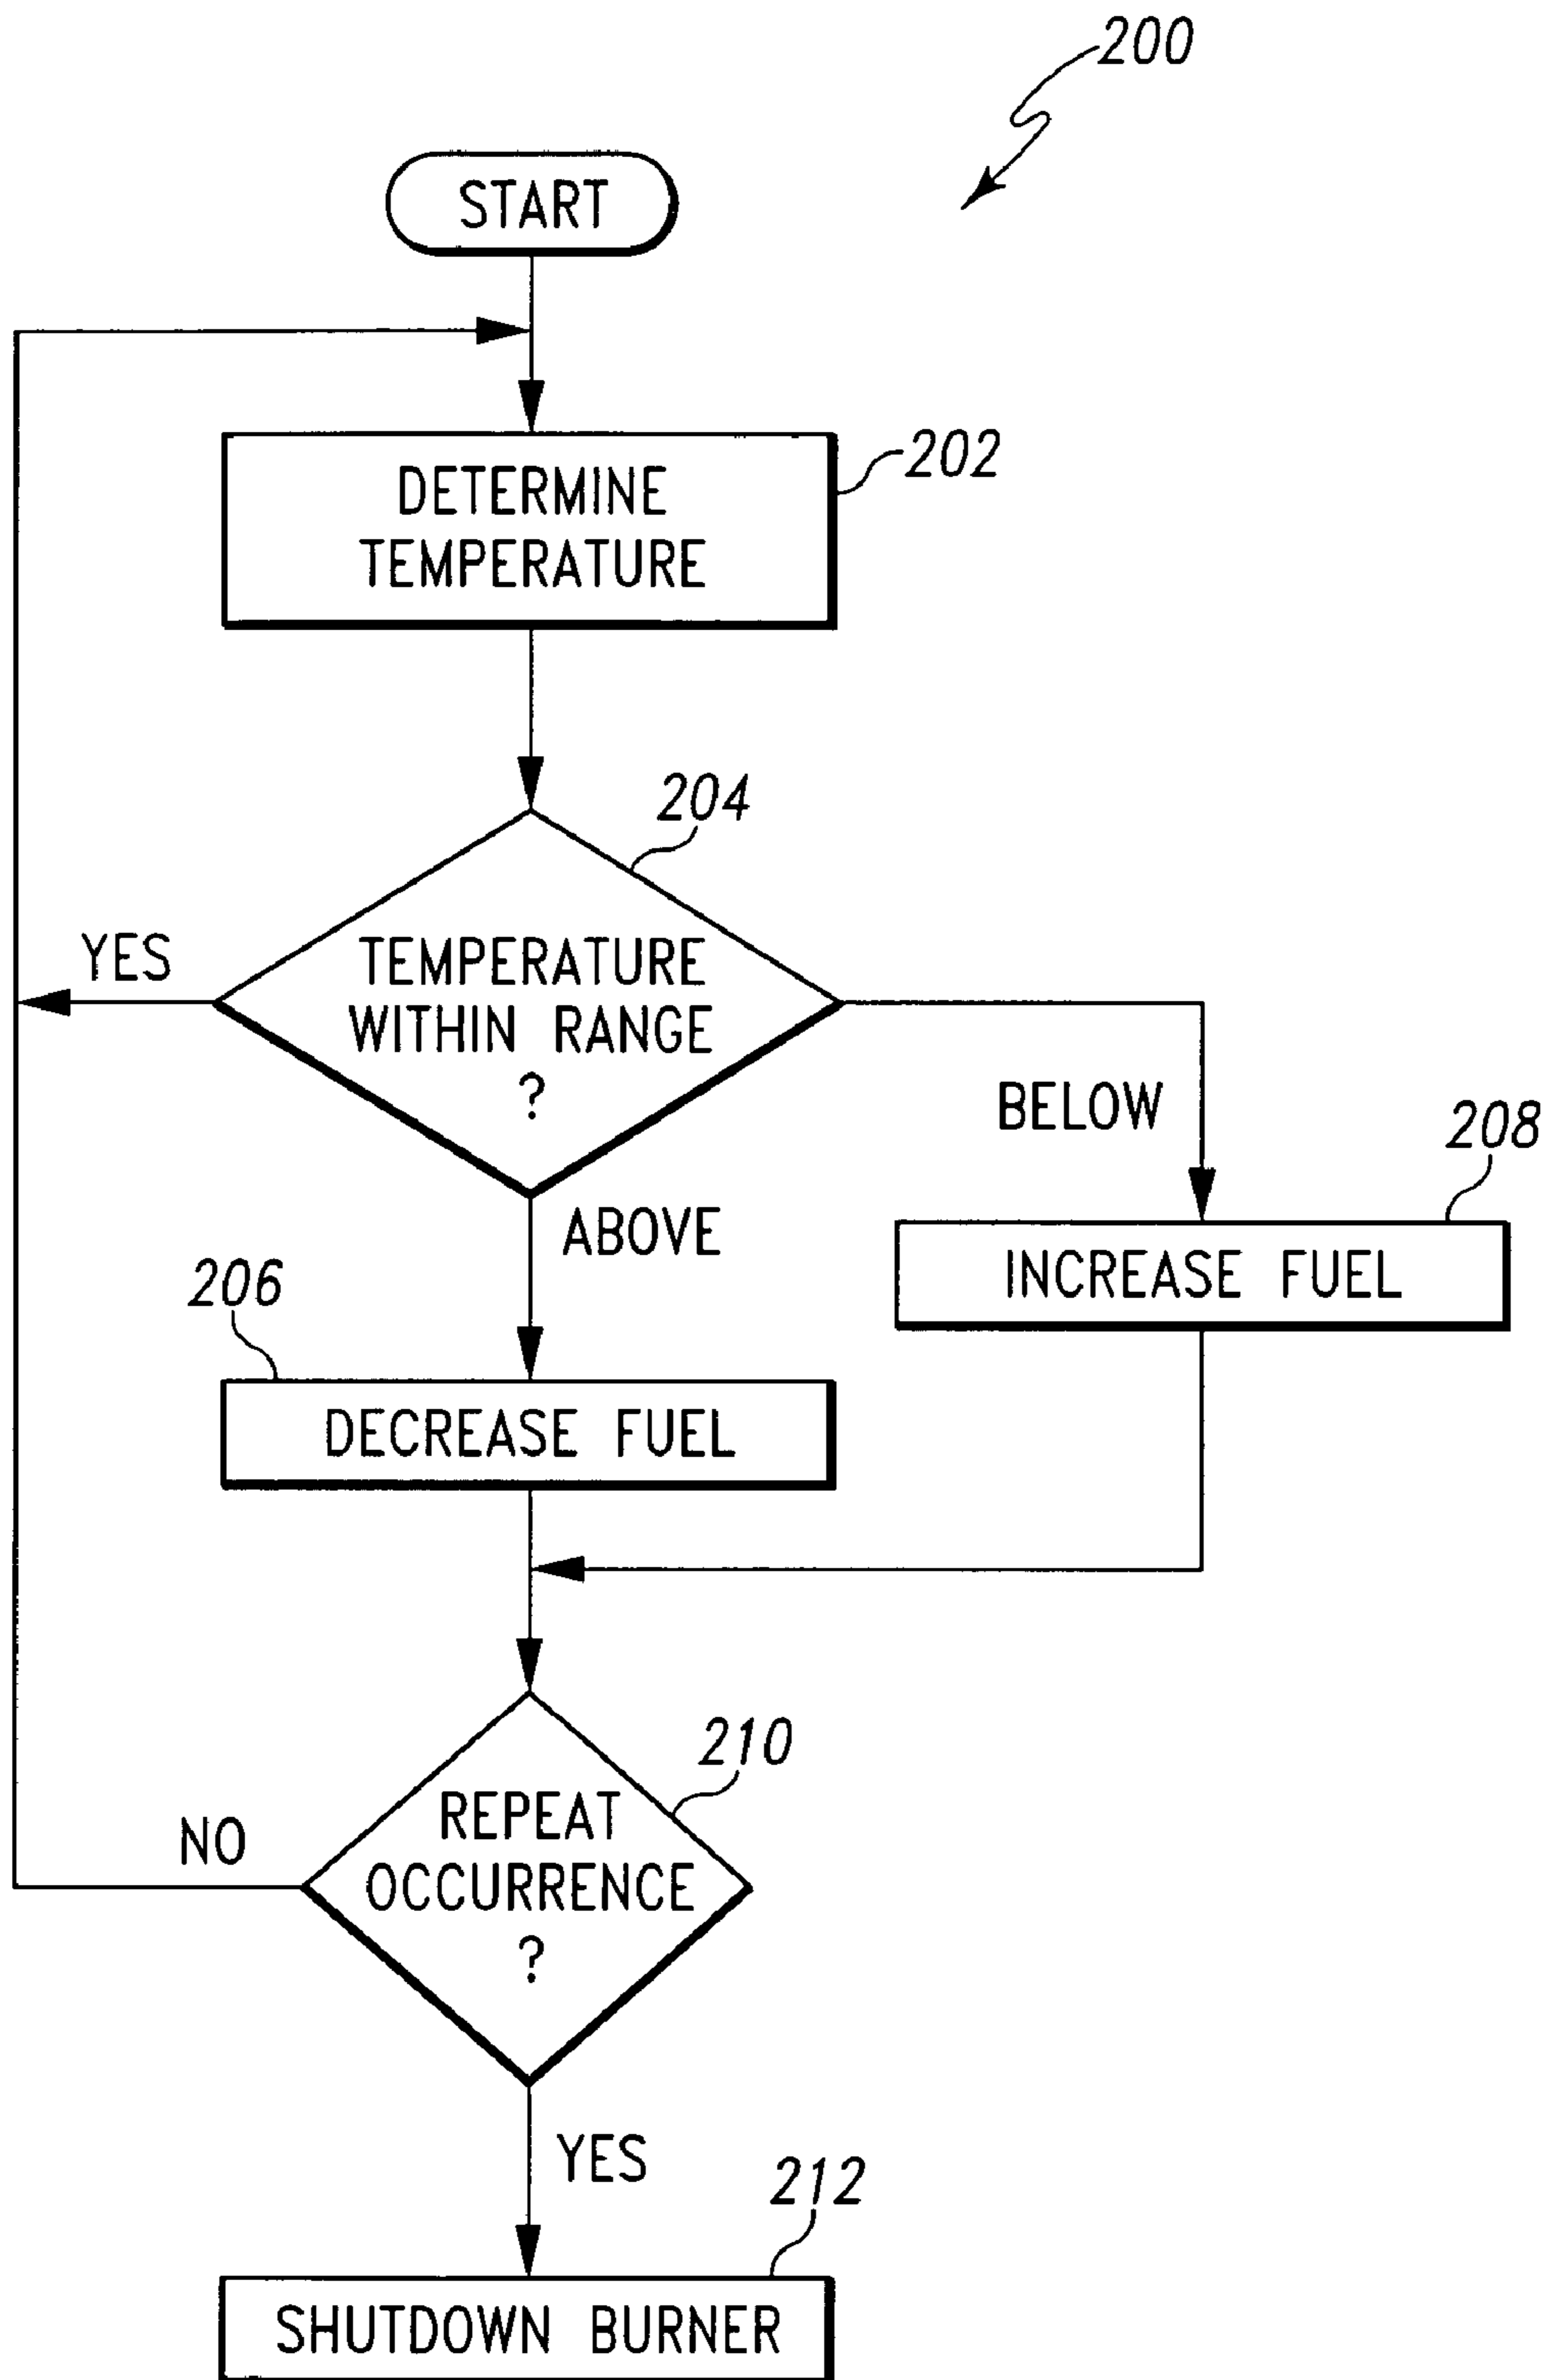 200
START
DETERMINE
TEMPERATURE
202
204
YES
TEMPERATURE
WITHIN RANGE
?
BELOW
208
ABOVE
INCREASE FUEL
206
DECREASE FUEL
210
REPEAT
NO
OCCURRENCE
?
YES
212
SHUTDOWN BURNER